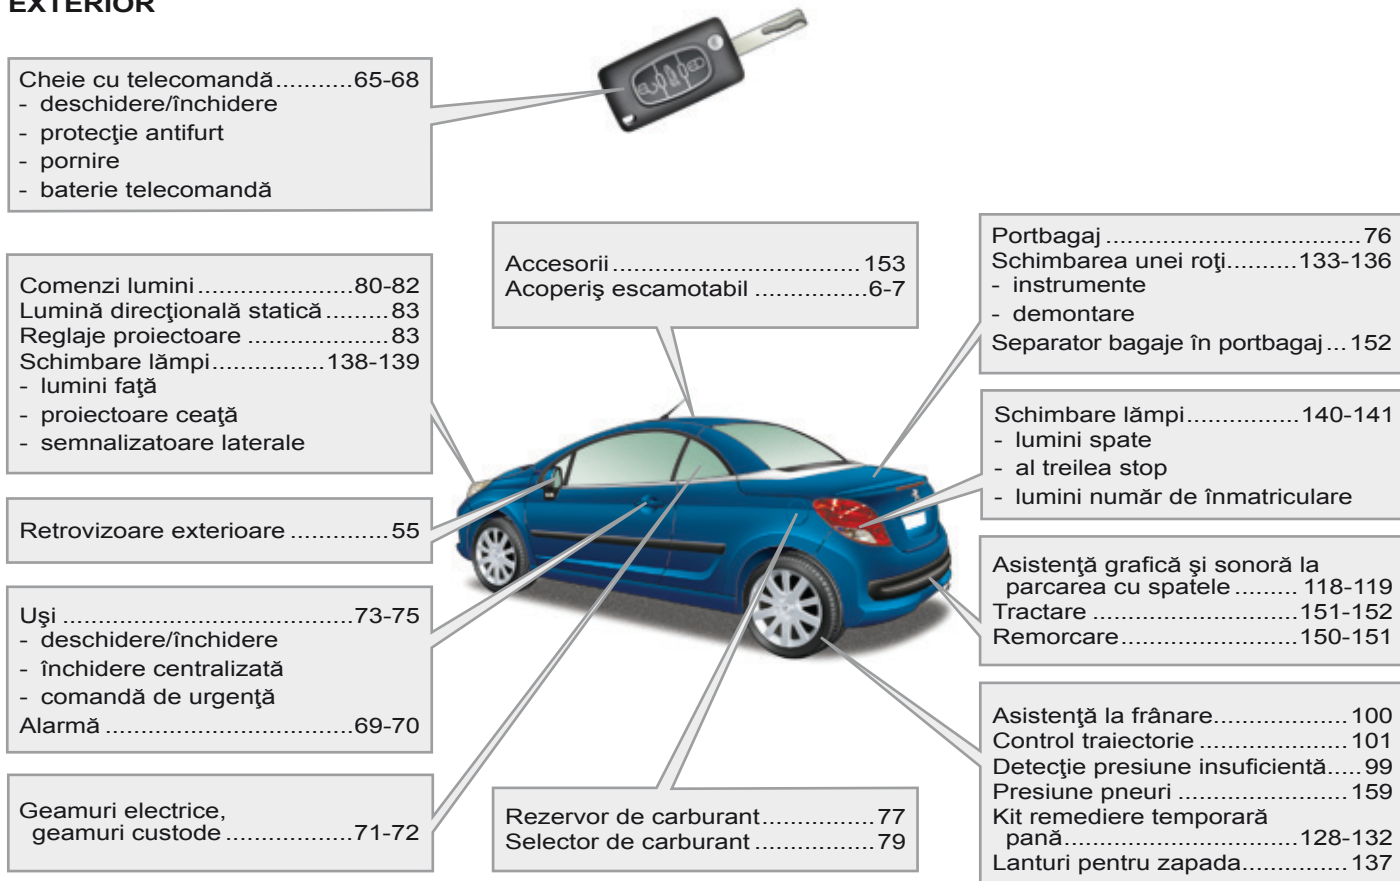 EXTERIOR
Cheie cu telecomandă...........65-68
- deschidere/închidere
- protecţie antifurt
- pornire
- baterie telecomandă
Comenzi lumini......................80-82
Lumină direcţională statică.........83
Reglaje proiectoare ....................83
Schimbare lămpi................138-139
- lumini faţă
- proiectoare ceaţă
- semnalizatoare laterale
Retrovizoare exterioare ..............55
Uşi .........................................73-75
- deschidere/închidere
- închidere centralizată
- comandă de urgenţă
Alarmă ...................................69-70
Geamuri electrice,
geamuri custode ..................71-72
Accesorii...................................153
Acoperiş escamotabil ................6-7
Rezervor de carburant................77
Selector de carburant .................79
Portbagaj ....................................76
Schimbarea unei roţi..........133-136
- instrumente
- demontare
Separator bagaje în portbagaj...152
Schimbare lămpi................140-141
- lumini spate
- al treilea stop
- lumini număr de înmatriculare
Asistenţă grafică şi sonoră la
parcarea cu spatele......... 118-119
Tractare .............................151-152
Remorcare.........................150-151
Asistenţă la frânare...................100
Control traiectorie .....................101
Detecţie presiune insuficientă.....99
Presiune pneuri ........................159
Kit remediere temporară
pană.................................128-132
Lanturi pentru zapada...............137